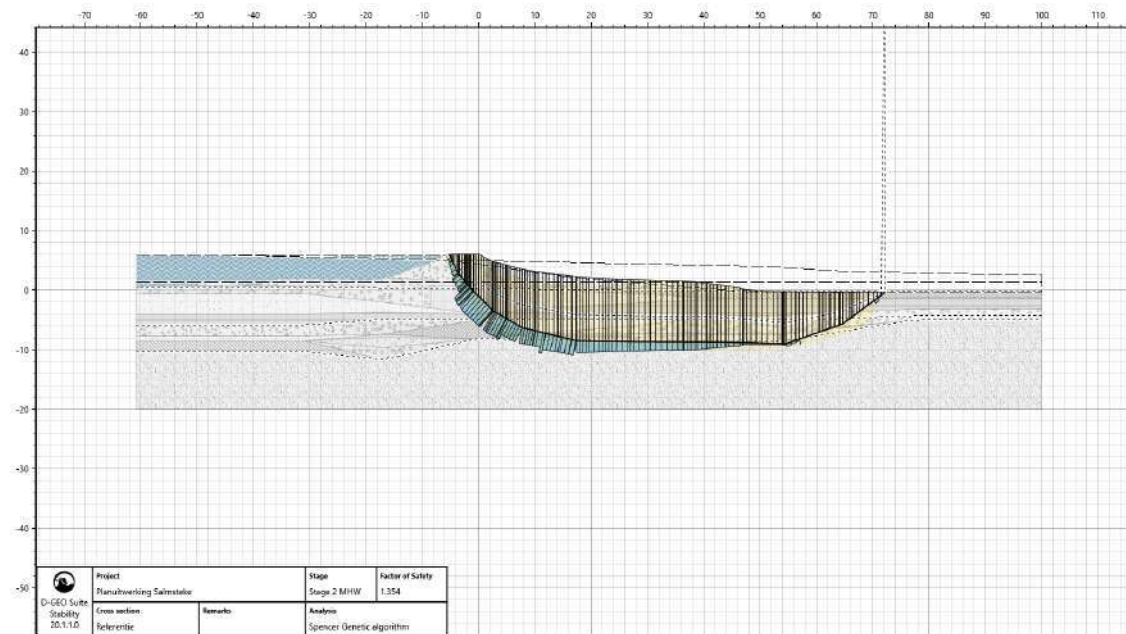 -70 -60 -50 -40 -30 -20 -10 0 10 20 30 40 50 60 70 80 90 100 110
40
30
20
10
0
-10
-20
-30
-40
-50
D-GEO Suite
Stability
20.1.1.0
Project
Planuitwerking Salmsteke
Stage
Stage 2 MHW
Factor of Safety
1.354
Cross section
Referentie
Remarks
Analysis
Spencer Genetic algorithm